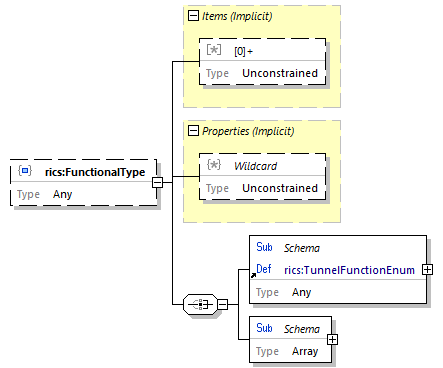 Items (Implicit)
[0]+
Type Unconstrained
Properties (Implicit)
Wildcard
Type Unconstrained
rics:FunctionalType
Type Any
Sub Schema
Def rics:TunnelFunctionEnum
Type Any
Sub Schema
Type Array